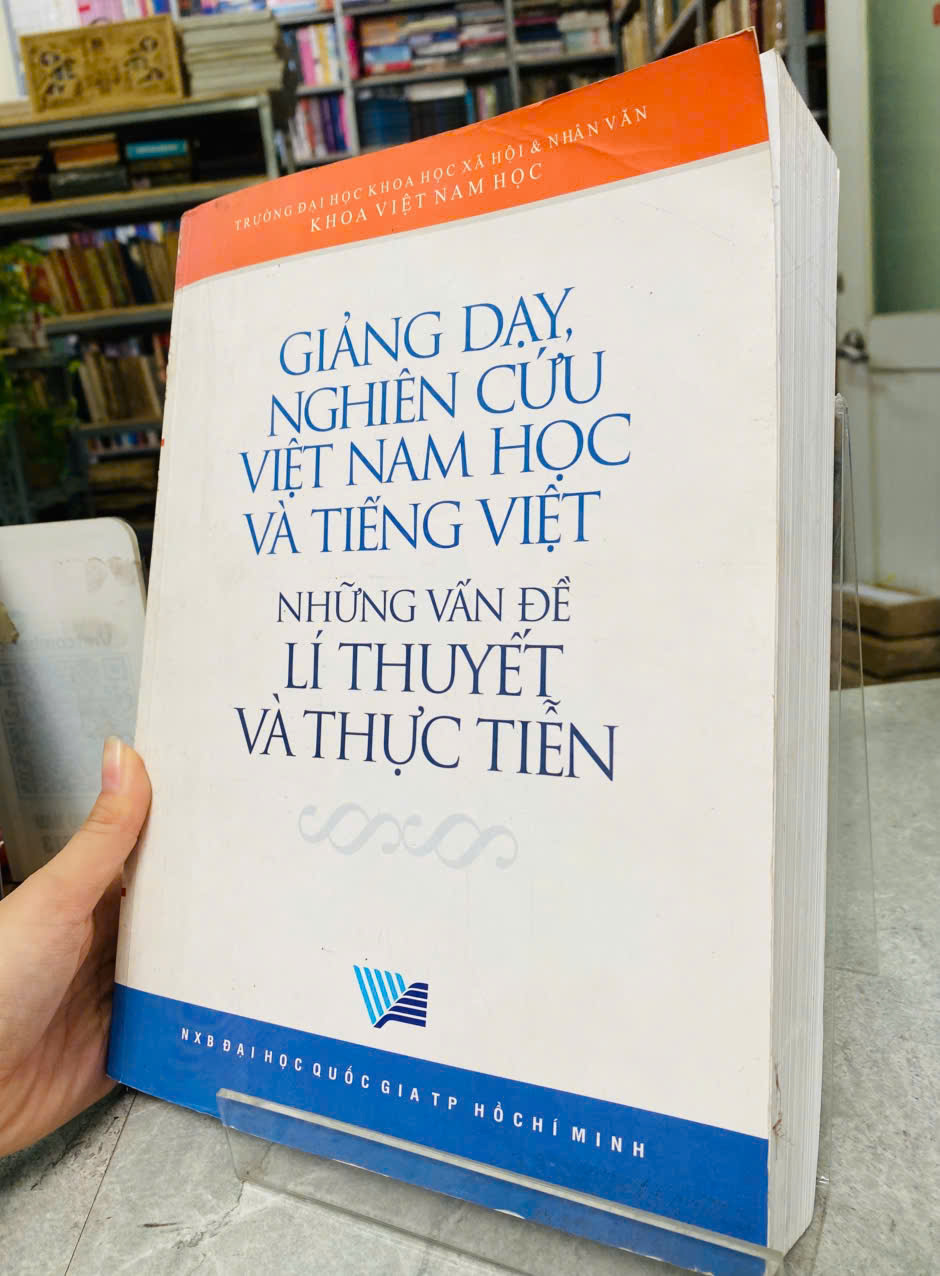 TRƯỜNG ĐẠI HỌC KHOA HỌC XÃ HỘI & NHÂN VĂN
KHOA VIỆT NAM HỌC
GIẢNG DẠY,
NGHIÊN CỨU
VIỆT NAM HỌC
VÀ TIẾNG VIỆT
NHỮNG VẤN ĐỀ
LÍ THUYẾT
VÀ THỰC TIỄN
NXB ĐẠI HỌC QUỐC GIA TP HỒ CHÍ MINH